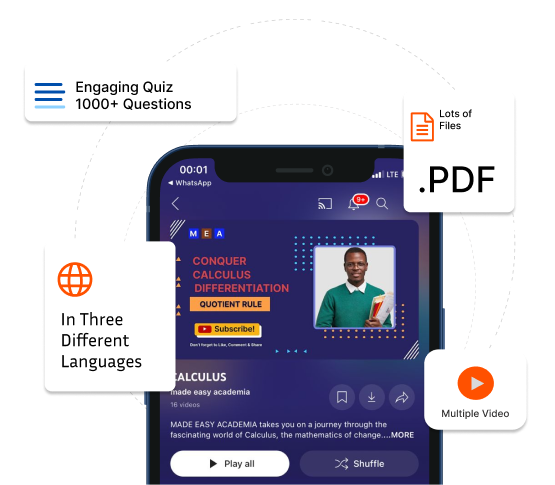 Engaging Quiz
1000+ Questions
Lots of
Files
.PDF
00:01
LTE
WhatsApp
9+
M E A
CONQUER
CALCULUS
DIFFERENTIATION
QUOTIENT RULE
Subscribe!
Don't forget to Like, Comment & Share
In Three
Different
Languages
CALCULUS
made easy academia
16 videos
Multiple Video
MADE EASY ACADEMIA takes you on a journey through the
fascinating world of Calculus, the mathematics of change....MORE
Play all
Shuffle